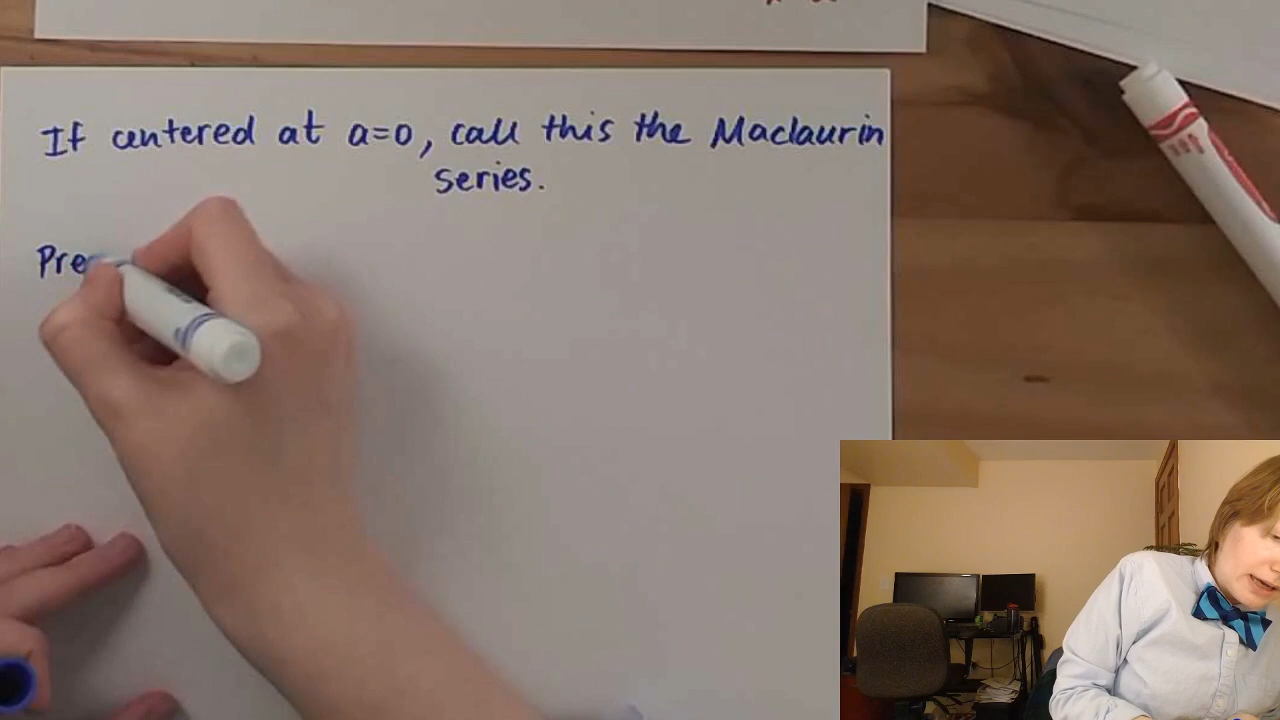 If centered at a=0, call this the Maclaurin
series.
Pre